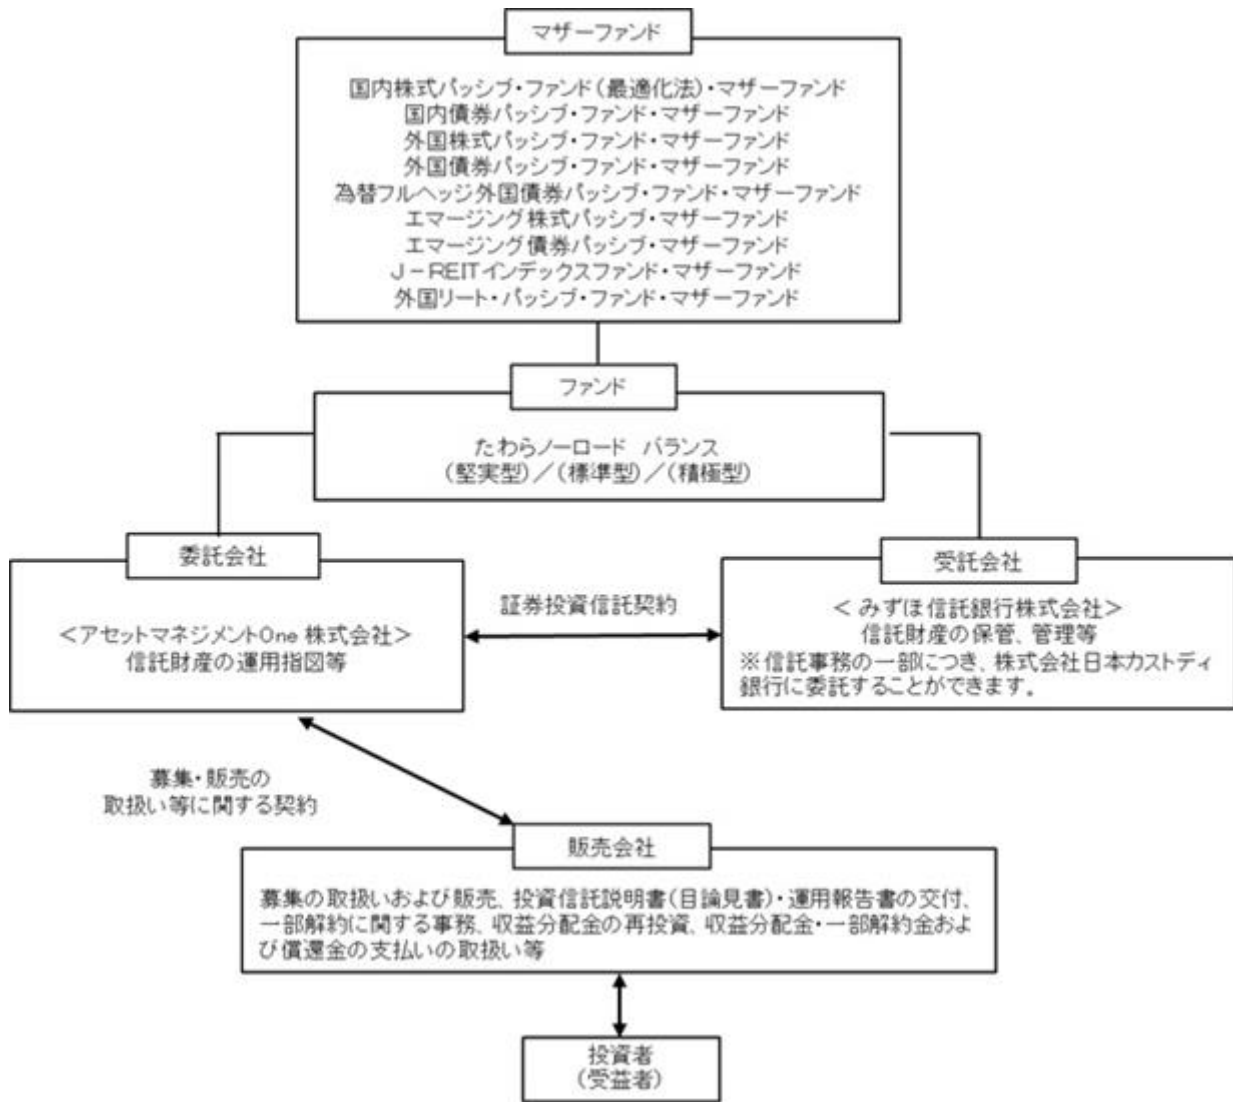 マザーファンド
国内株式パッシブ・ファンド(最適化法)・マザーファンド
国内債券パッシブ・ファンド・マザーファンド
外国株式パッシブ・ファンド・マザーファンド
外国債券パッシブ・ファンド・マザーファンド
為替フルヘッジ外国債券パッシブ・ファンド・マザーファンド
エマージング株式パッシブ・マザーファンド
エマージング債券パッシブ・マザーファンド
J-REITインデックスファンド・マザーファンド
外国リート・パッシブ・ファンド・マザーファンド
ファンド
たわらノーロード バランス
(堅実型)/(標準型)/(積極型)
委託会社
<アセットマネジメントOne 株式会社>
信託財産の運用指図等
証券投資信託契約
受託会社
< みずほ信託銀行株式会社>
信託財産の保管、管理等
※信託事務の一部につき、株式会社日本カストディ
銀行に委託することができます。
募集・販売の
取扱い等に関する契約
販売会社
募集の取扱いおよび販売、投資信託説明書(目論見書)・運用報告書の交付、
一部解約に関する事務、収益分配金の再投資、収益分配金・一部解約金およ
び償還金の支払いの取扱い等
投資者
(受益者)